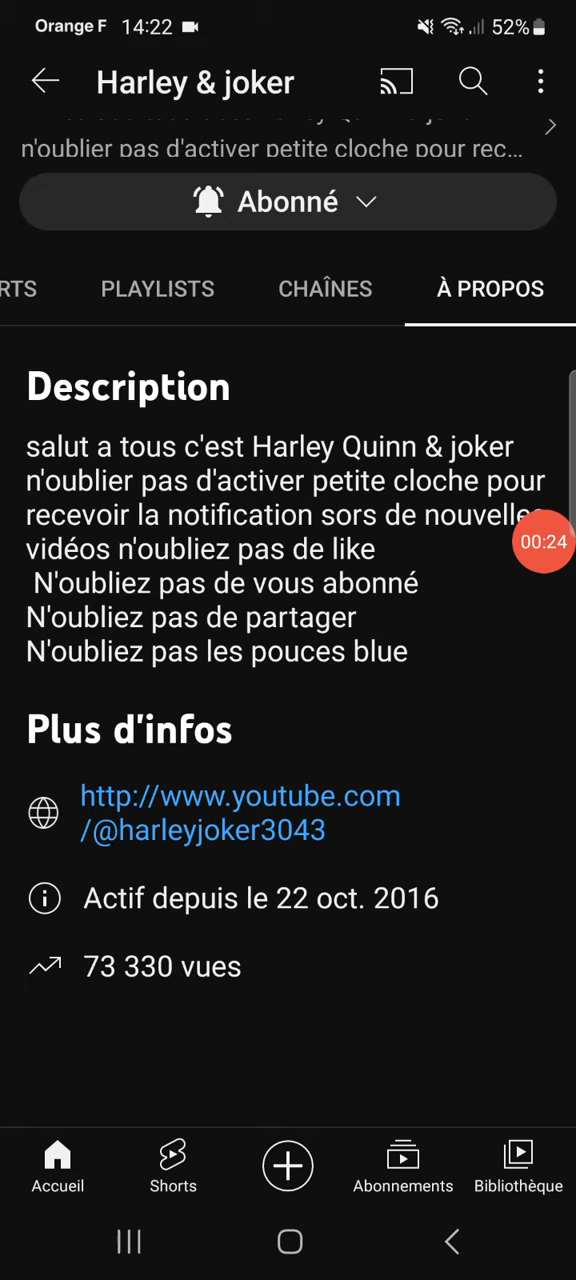 Orange F 14:22 52%
Harley & joker
n'oublier pas d'activer petite cloche pour rec...
Abonné
RTS PLAYLISTS CHAÎNES À PROPOS
Description
salut a tous c'est Harley Quinn & joker
n'oublier pas d'activer petite cloche pour
recevoir la notification sors de nouvelles
vidéos n'oubliez pas de like
N'oubliez pas de vous abonné
N'oubliez pas de partager
N'oubliez pas les pouces blue
00:24
Plus d'infos
http://www.youtube.com
/@harleyjoker3043
Actif depuis le 22 oct. 2016
73 330 vues
Accueil Shorts Abonnements Bibliothèque